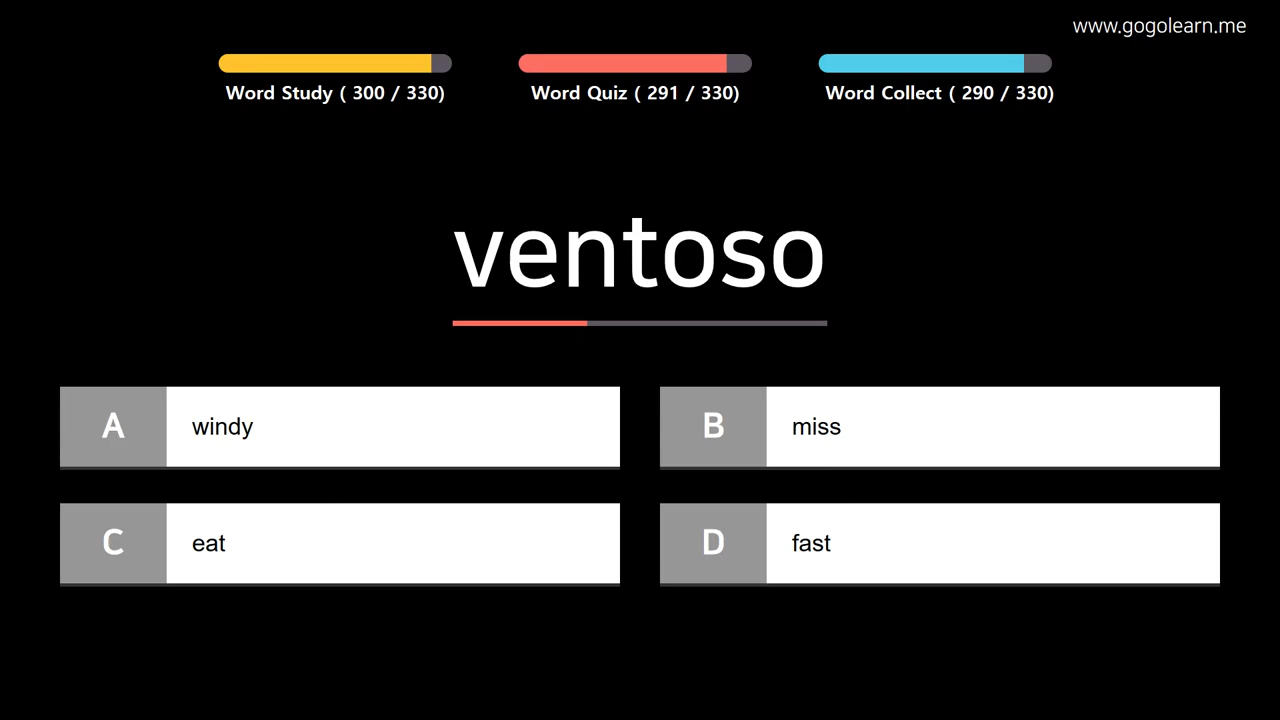 www.gogolearn.me
Word Study ( 300 / 330)
Word Quiz ( 291 / 330)
Word Collect ( 290 / 330)
ventoso
A
windy
B
miss
C
eat
D
fast